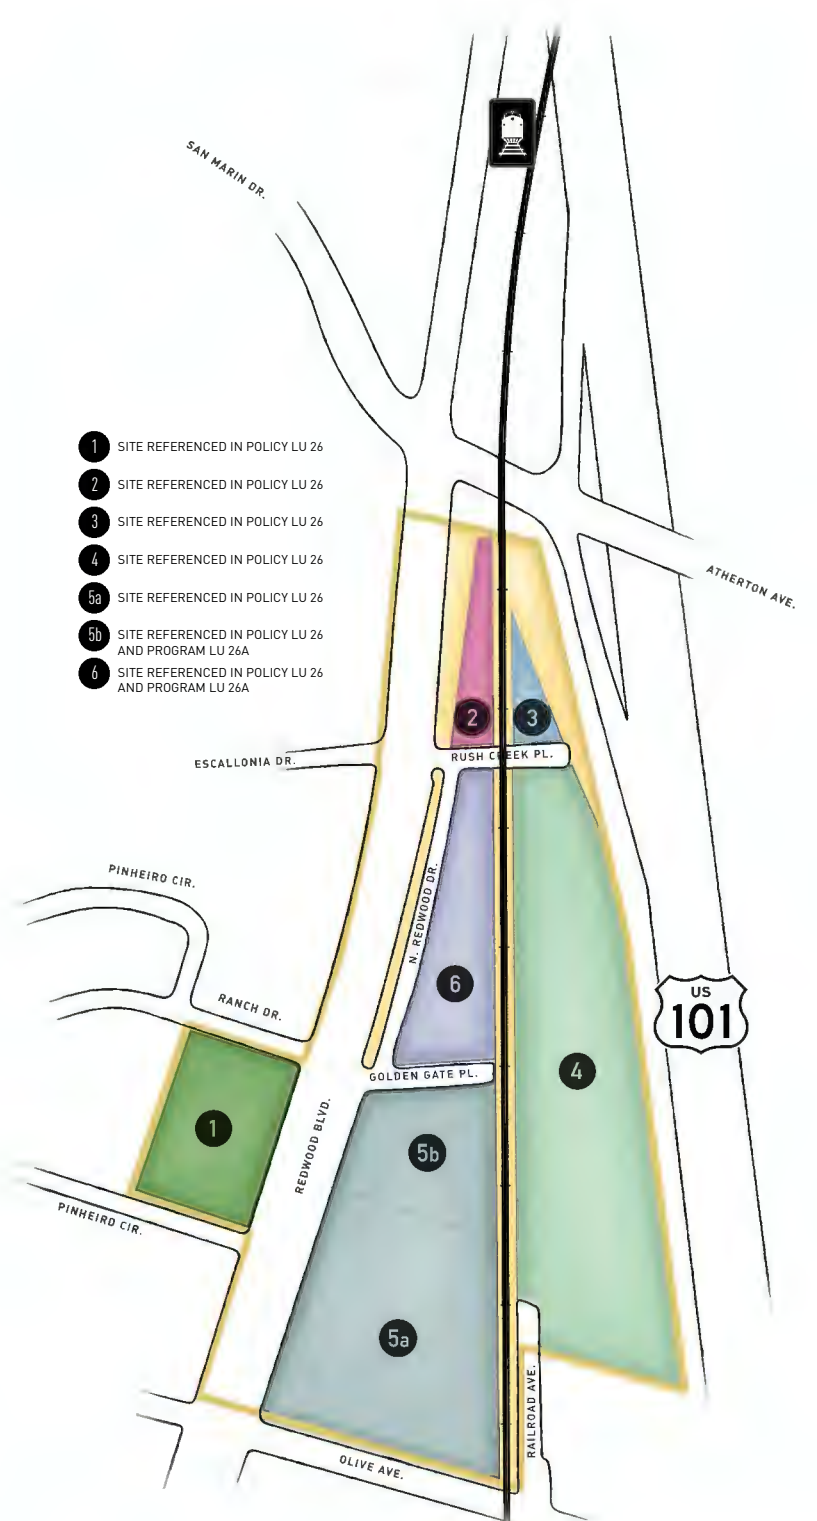 SAN MARIN DR.
1 SITE REFERENCED IN POLICY LU 26
2 SITE REFERENCED IN POLICY LU 26
3 SITE REFERENCED IN POLICY LU 26
4 SITE REFERENCED IN POLICY LU 26
5a SITE REFERENCED IN POLICY LU 26
5b SITE REFERENCED IN POLICY LU 26
AND PROGRAM LU 26A
6 SITE REFERENCED IN POLICY LU 26
AND PROGRAM LU 26A
ATHERTON AVE.
2
3
ESCALLONIA DR.
RUSH CREEK PL.
PINHEIRO CIR.
N. REDWOOD DR.
6
RANCH DR.
US
101
GOLDEN GATE PL.
4
1
REDWOOD BLVD.
5b
PINHEIRO CIR.
5a
RAILROAD AVE.
OLIVE AVE.